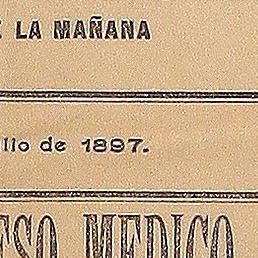 LA MAÑANA
llo de 1897.
ESO MEDICO